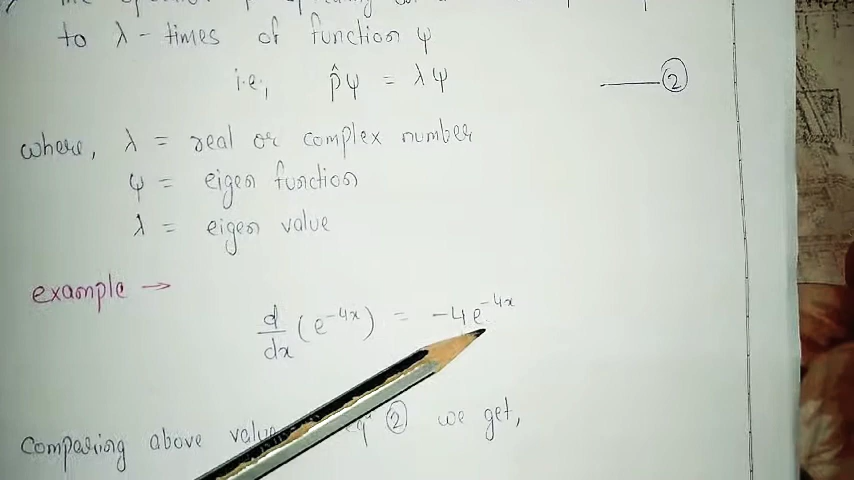 to λ - times of function ψ
i.e., p̂ψ = λψ ——— ②
where, λ = real or complex number
ψ = eigen function
λ = eigen value
example →
d/dx (e^-4x) = -4e^-4x
Comparing above eqⁿ ② we get,